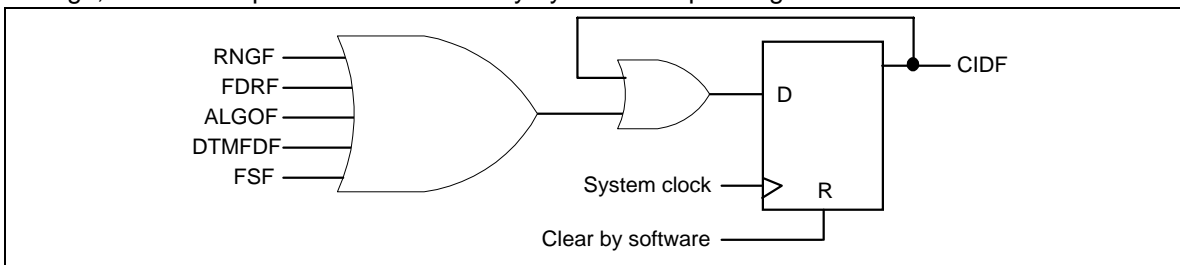 RNGF
FDRF
ALGOF
DTMFDF
FSF
D
CIDF
System clock
R
Clear by software